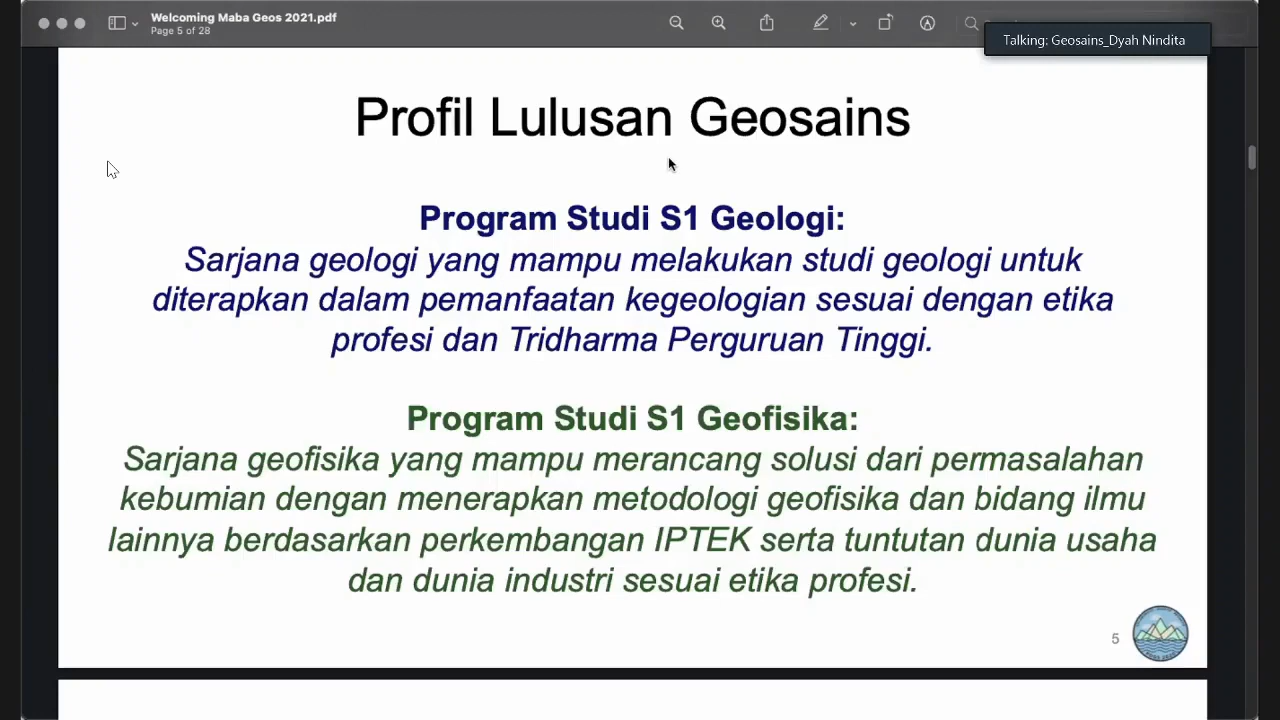 Welcoming Maba Geos 2021.pdf
Page 5 of 28
Talking: Geosains_Dyah Nindita
Profil Lulusan Geosains
Program Studi S1 Geologi:
Sarjana geologi yang mampu melakukan studi geologi untuk
diterapkan dalam pemanfaatan kegeologian sesuai dengan etika
profesi dan Tridharma Perguruan Tinggi.
Program Studi S1 Geofisika:
Sarjana geofisika yang mampu merancang solusi dari permasalahan
kebumian dengan menerapkan metodologi geofisika dan bidang ilmu
lainnya berdasarkan perkembangan IPTEK serta tuntutan dunia usaha
dan dunia industri sesuai etika profesi.
5